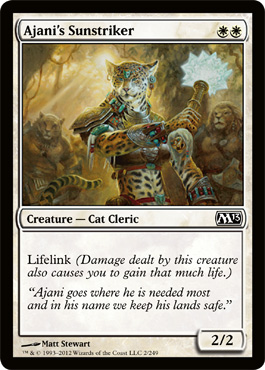 Ajani's Sunstriker
Creature — Cat Cleric
M13
Lifelink (Damage dealt by this creature
also causes you to gain that much life.)
“Ajani goes where he is needed most
and in his name we keep his lands safe.”
2/2
Matt Stewart
™ & © 1993–2012 Wizards of the Coast LLC 2/249